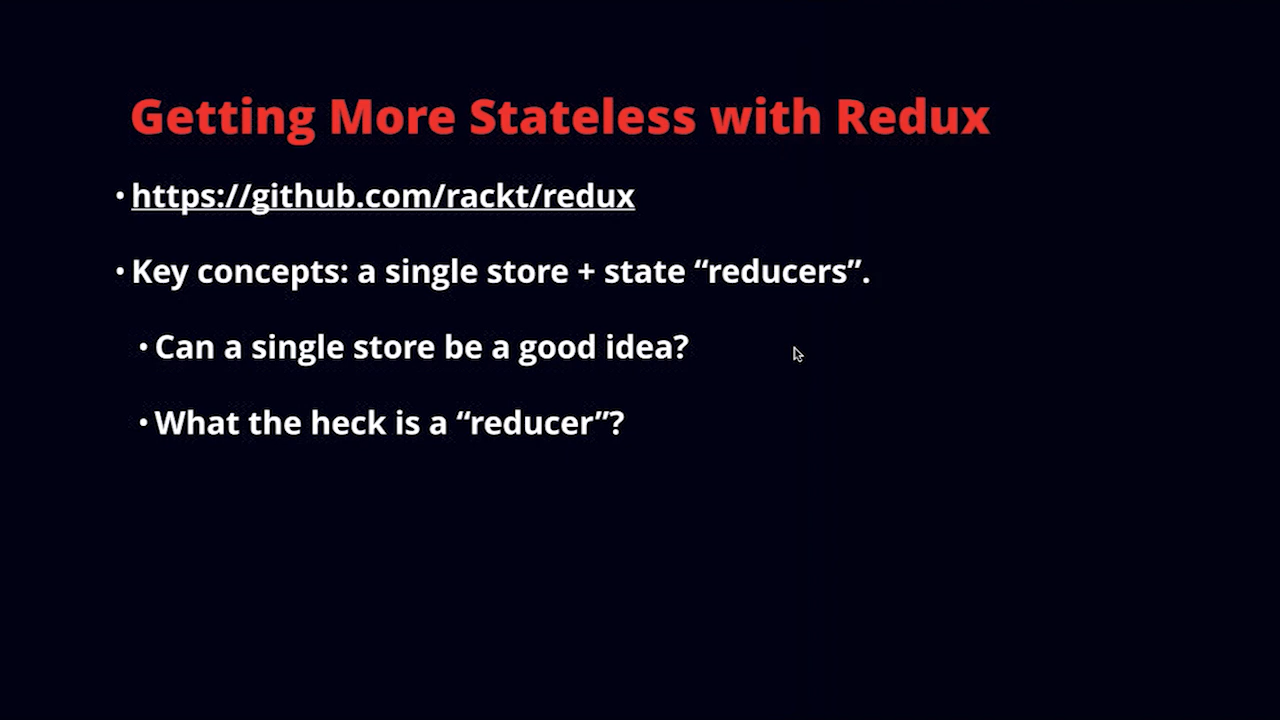 Getting More Stateless with Redux
• https://github.com/rackt/redux
• Key concepts: a single store + state “reducers”.
• Can a single store be a good idea?
• What the heck is a “reducer”?